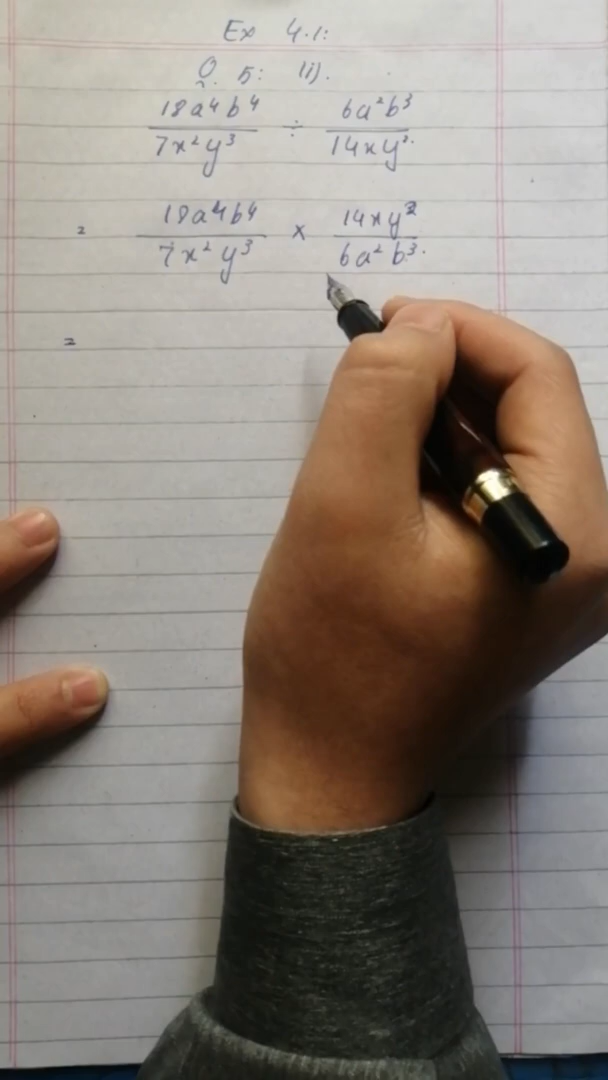 Ex 4.1:
Q 5: ii).
18a⁴b⁴/7x²y³ ÷ 6a²b³/14xy²
= 18a⁴b⁴/7x²y³ × 14xy²/6a²b³.
=